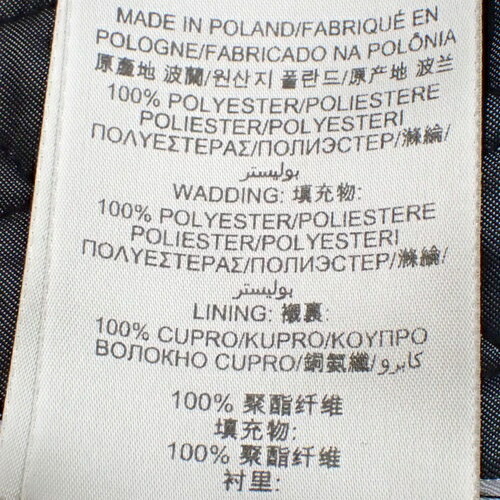 MADE IN POLAND/FABRIQUÉ EN
POLOGNE/FABRICADO NA POLÔNIA
原產地 波蘭/원산지 폴란드/原产地 波兰
100% POLYESTER/POLIESTERE
POLIESTER/POLYESTERI
ΠΟΛΥΕΣΤΕΡΑΣ/ПОЛИЭСТЕР/滌綸/
بوليستر
WADDING: 填充物:
100% POLYESTER/POLIESTERE
POLIESTER/POLYESTERI
ΠΟΛΥΕΣΤΕΡΑΣ/ПОЛИЭСТЕР/滌綸/
بوليستر
LINING: 襯裏:
100% CUPRO/KUPRO/ΚΟΥΠΡΟ
ВОЛОКНО CUPRO/銅氨纖/كابرو
100% 聚酯纤维
填充物:
100% 聚酯纤维
衬里: